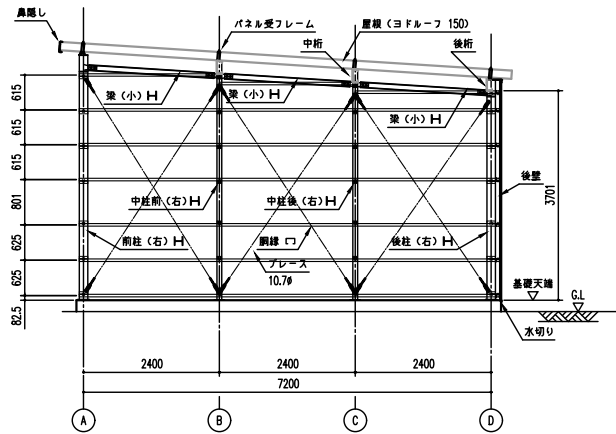 鼻隠し
パネル受フレーム
屋根（ヨドルーフ 150）
中桁
後桁
梁（小）H
梁（小）H
梁（小）H
615
615
615
801
625
625
82.5
中柱前（右）H
中柱後（右）H
前柱（右）H
胴縁
後柱（右）H
ブレース
10.7φ
後壁
3701
基礎天端
G.L
水切り
2400
2400
2400
7200
A
B
C
D